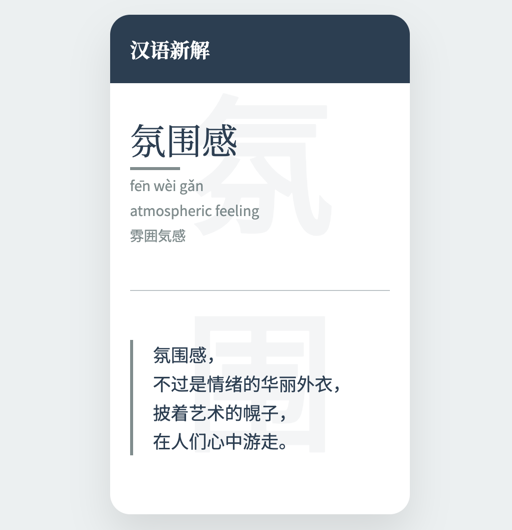 汉语新解
氛围感
fēn wèi gǎn
atmospheric feeling
雰囲気感
氛围感，
不过是情绪的华丽外衣，
披着艺术的幌子，
在人们心中游走。
氛
围